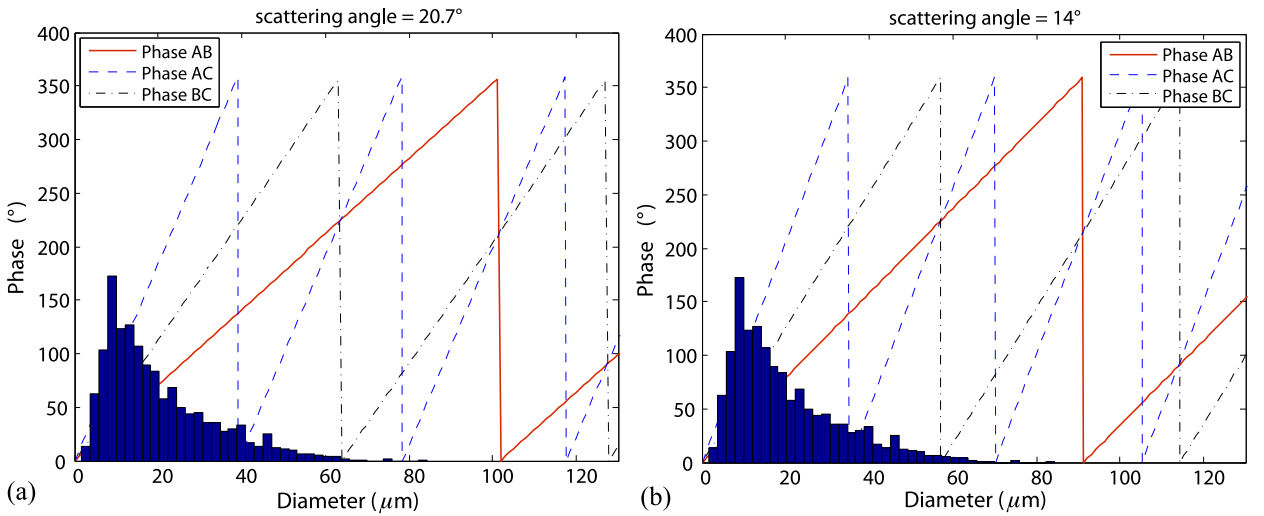 scattering angle = 20.7°
400
350
300
250
200
150
100
50
0
Phase (°)
Phase AB
Phase AC
Phase BC
0 20 40 60 80 100 120
Diameter (μm)
(a)
scattering angle = 14°
400
350
300
250
200
150
100
50
0
Phase (°)
Phase AB
Phase AC
Phase BC
0 20 40 60 80 100 120
Diameter (μm)
(b)